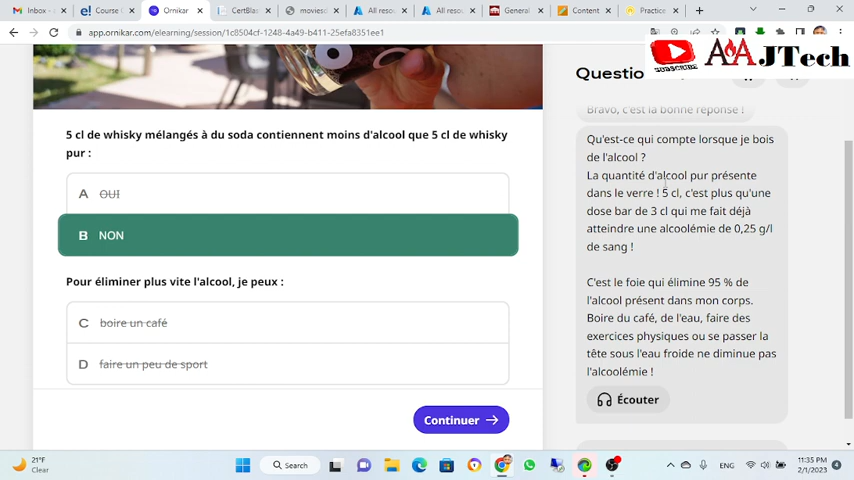 Inbox -
Course (
Ornikar
CertBla
movies
All resou
All resou
General
Content
Practice
app.ornikar.com/elearning/session/1c8504cf-1248-4a49-b411-25efa8351ee1
SUBSCRIBE
AAJTech
Questio
Bravo, c'est la bonne réponse !
5 cl de whisky mélangés à du soda contiennent moins d'alcool que 5 cl de whisky
pur :
A OUI
B NON
Pour éliminer plus vite l'alcool, je peux :
C boire un café
D faire un peu de sport
Continuer
Qu'est-ce qui compte lorsque je bois
de l'alcool ?
La quantité d'alcool pur présente
dans le verre ! 5 cl, c'est plus qu'une
dose bar de 3 cl qui me fait déjà
atteindre une alcoolémie de 0,25 g/l
de sang !
C'est le foie qui élimine 95 % de
l'alcool présent dans mon corps.
Boire du café, de l'eau, faire des
exercices physiques ou se passer la
tête sous l'eau froide ne diminue pas
l'alcoolémie !
Écouter
21°F
Clear
Search
ENG
11:35 PM
2/1/2023
4